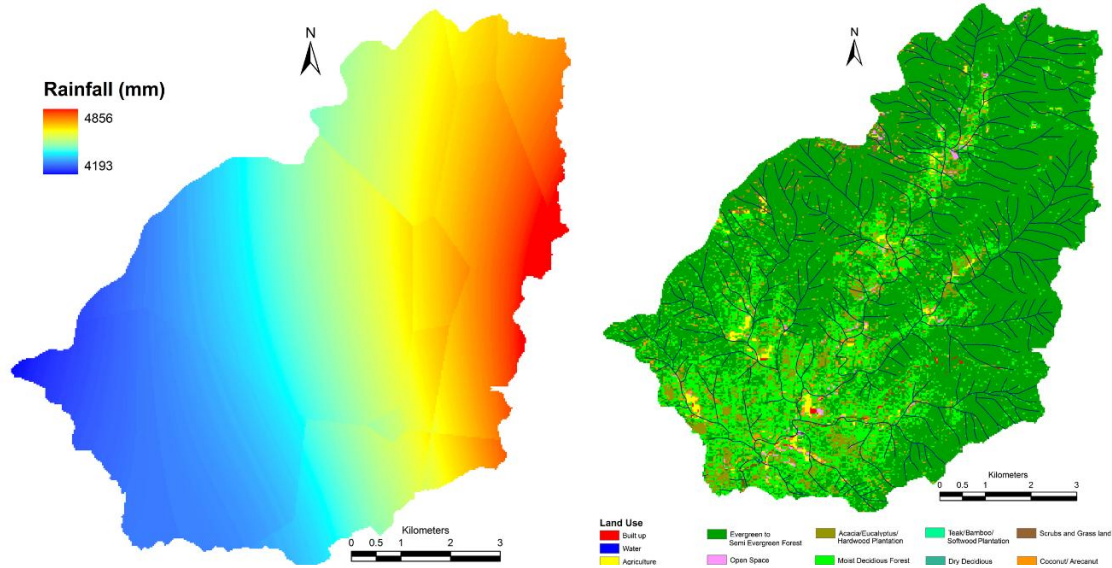 N
Rainfall (mm)
4856
4193
Kilometers
0 0.5 1 2 3
N
Kilometers
0 0.5 1 2 3
Land Use
Built up
Water
Agriculture
Evergreen to
Semi Evergreen Forest
Open Space
Acacia/Eucalyptus/
Hardwood Plantation
Moist Decidious Forest
Teak/Bamboo/
Softwood Plantation
Dry Decidious
Scrubs and Grass land
Coconut/ Arecanut